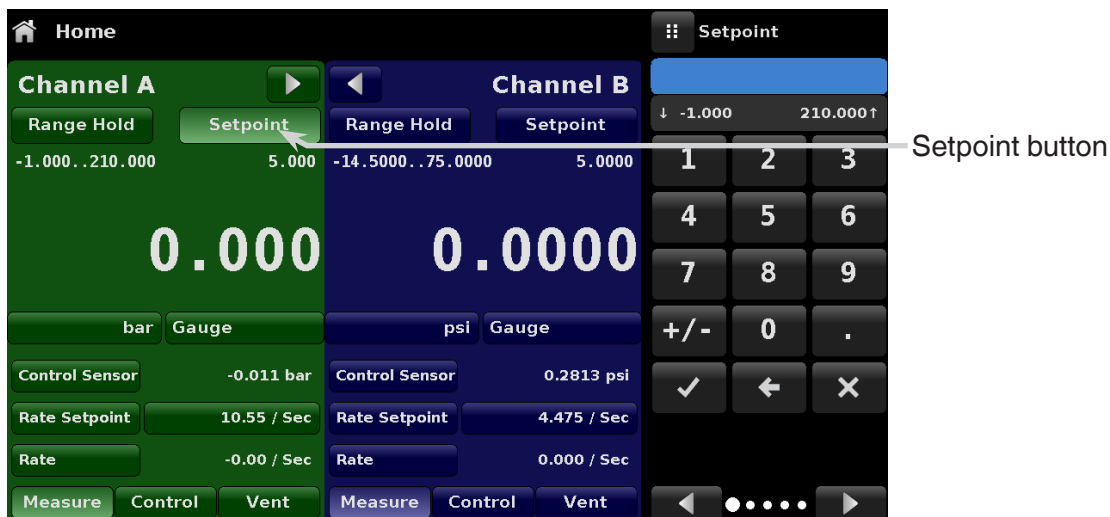 Home
Setpoint
Channel A
Channel B
Range Hold
Setpoint
Range Hold
Setpoint
-1.000..210.000
5.000
-14.5000..75.0000
5.0000
0.000
0.0000
bar
Gauge
psi
Gauge
Control Sensor
-0.011 bar
Control Sensor
0.2813 psi
Rate Setpoint
10.55 / Sec
Rate Setpoint
4.475 / Sec
Rate
-0.00 / Sec
Rate
0.000 / Sec
Measure
Control
Vent
Measure
Control
Vent
↓ -1.000 210.000↑
1 2 3
4 5 6
7 8 9
+/- 0 .
Setpoint button